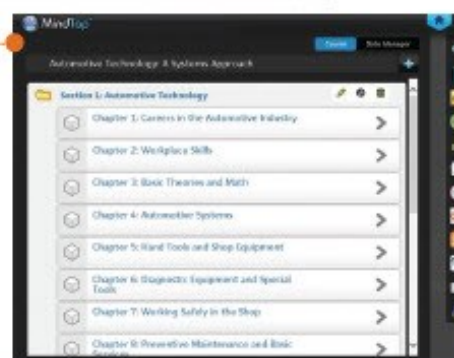 MindTap
Course
Automotive Technology: A Systems Approach
Section 1: Automotive Technology
Chapter 1: Careers in the Automotive Industry
Chapter 2: Workplace Skills
Chapter 3: Basic Theories and Math
Chapter 4: Automotive Systems
Chapter 5: Hand Tools and Shop Equipment
Chapter 6: Diagnostic Equipment and Special
Tools
Chapter 7: Working Safely in the Shop
Chapter 8: Preventive Maintenance and Basic
Services